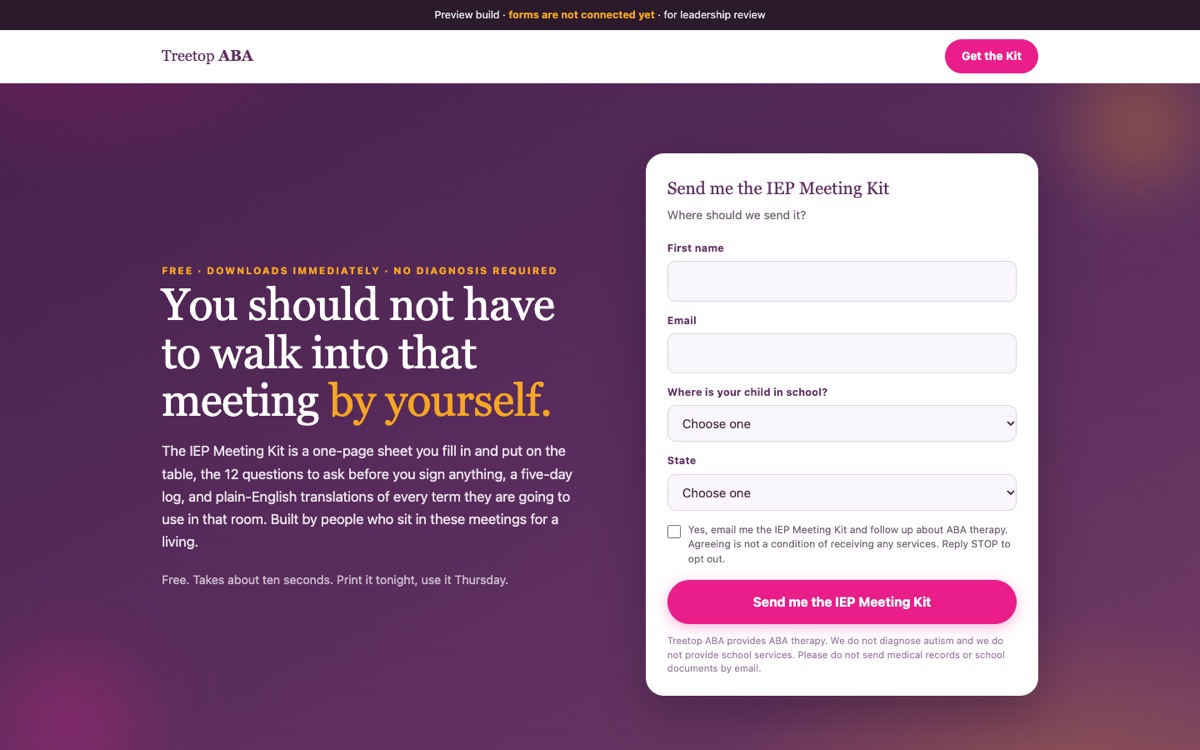 Preview build · forms are not connected yet · for leadership review
Treetop ABA
Get the Kit
FREE · DOWNLOADS IMMEDIATELY · NO DIAGNOSIS REQUIRED
You should not have
to walk into that
meeting by yourself.
The IEP Meeting Kit is a one-page sheet you fill in and put on the
table, the 12 questions to ask before you sign anything, a five-day
log, and plain-English translations of every term they are going to
use in that room. Built by people who sit in these meetings for a
living.
Free. Takes about ten seconds. Print it tonight, use it Thursday.
Send me the IEP Meeting Kit
Where should we send it?
First name
Email
Where is your child in school?
Choose one
State
Choose one
Yes, email me the IEP Meeting Kit and follow up about ABA therapy.
Agreeing is not a condition of receiving any services. Reply STOP to
opt out.
Send me the IEP Meeting Kit
Treetop ABA provides ABA therapy. We do not diagnose autism and we do
not provide school services. Please do not send medical records or school
documents by email.